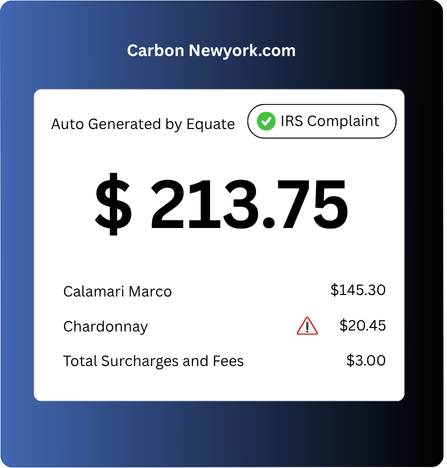 Carbon Newyork.com
Auto Generated by Equate
IRS Complaint
$ 213.75
Calamari Marco $145.30
Chardonnay $20.45
Total Surcharges and Fees $3.00